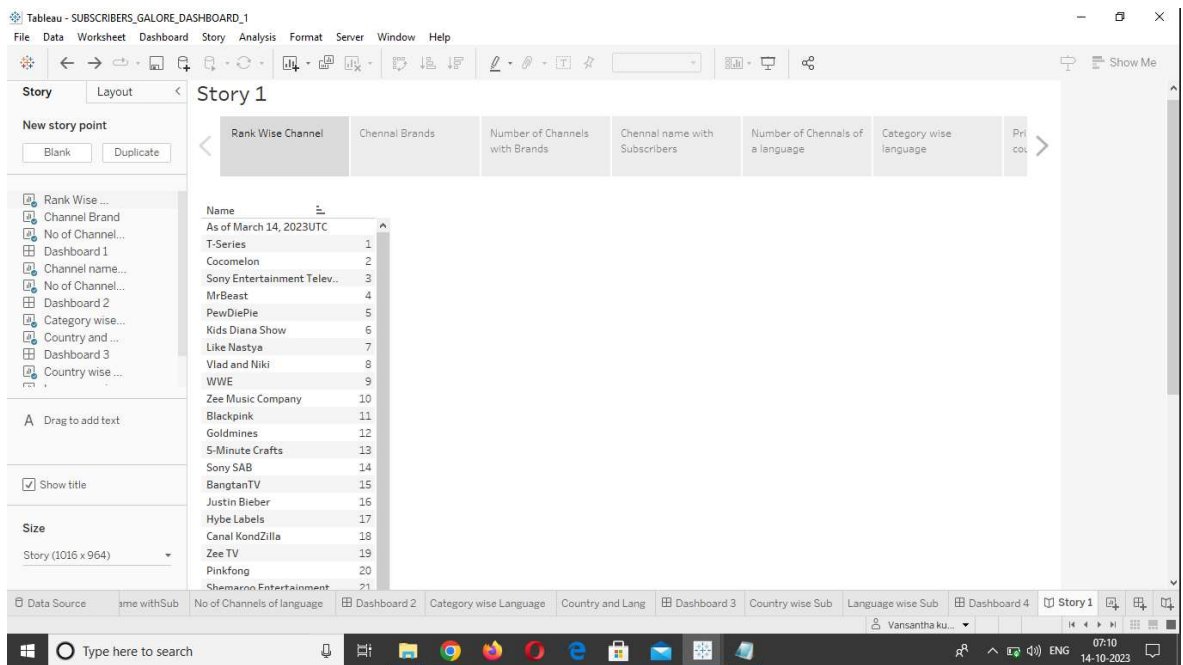 Tableau - SUBSCRIBERS_GALORE_DASHBOARD_1
File Data Worksheet Dashboard Story Analysis Format Server Window Help
Show Me
Story Layout
New story point
Blank Duplicate
Rank Wise ...
Channel Brand
No of Channel...
Dashboard 1
Channel name...
No of Channel...
Dashboard 2
Category wise...
Country and ...
Dashboard 3
Country wise ...
A Drag to add text
Show title
Size
Story (1016 x 964)
Story 1
Rank Wise Channel
Chennal Brands
Number of Channels
with Brands
Chennal name with
Subscribers
Number of Chennals of
a language
Category wise
language
Pri
cou
Name
As of March 14, 2023UTC
T-Series 1
Cocomelon 2
Sony Entertainment Telev.. 3
MrBeast 4
PewDiePie 5
Kids Diana Show 6
Like Nastya 7
Vlad and Niki 8
WWE 9
Zee Music Company 10
Blackpink 11
Goldmines 12
5-Minute Crafts 13
Sony SAB 14
BangtanTV 15
Justin Bieber 16
Hybe Labels 17
Canal KondZilla 18
Zee TV 19
Pinkfong 20
Shemaroo Entertainment 21
Data Source ame withSub No of Channels of language Dashboard 2 Category wise Language Country and Lang Dashboard 3 Country wise Sub Language wise Sub Dashboard 4 Story 1
Vansantha ku...
Type here to search
ENG
07:10
14-10-2023